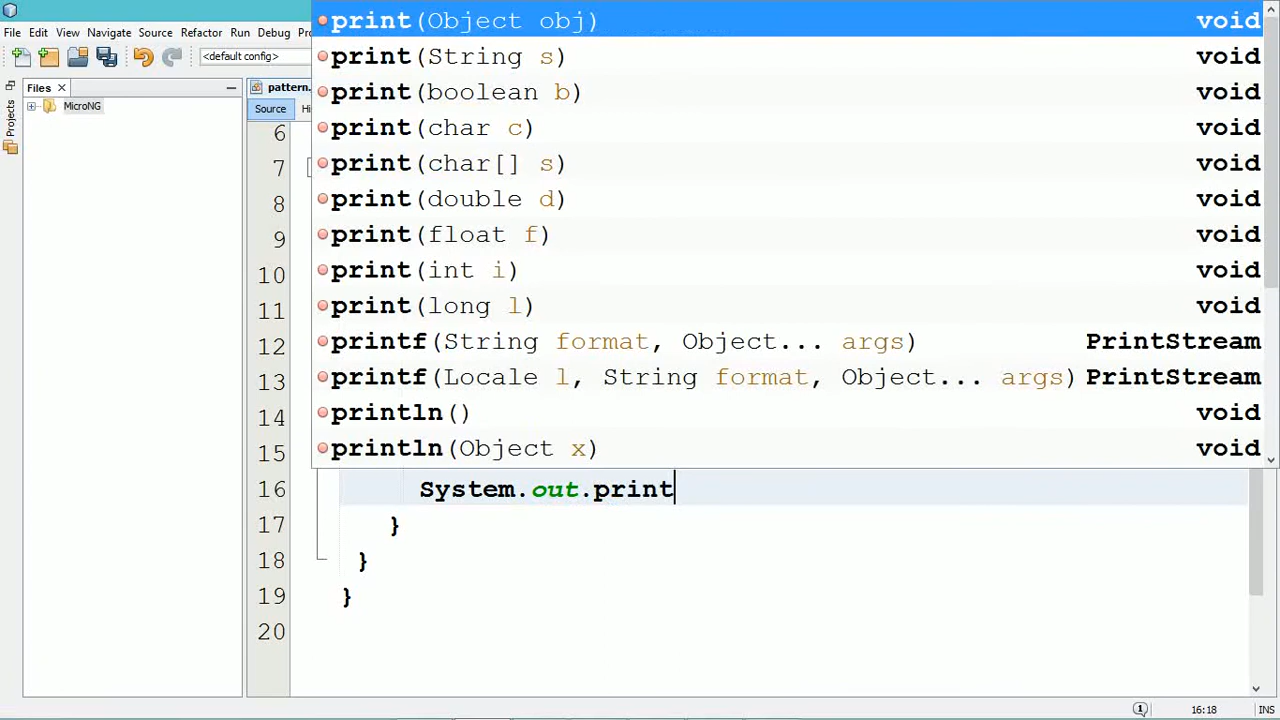 print(Object obj) void
File Edit View Navigate Source Refactor Run Debug Pr
print(String s) void
<default config>
Files
pattern.
print(boolean b) void
Projects
MicroNG
Source Hi
print(char c) void
6
print(char[] s) void
7
print(double d) void
8
print(float f) void
9
print(int i) void
10
print(long l) void
11
printf(String format, Object... args) PrintStream
12
printf(Locale l, String format, Object... args) PrintStream
13
println() void
14
println(Object x) void
15
16 System.out.print
17 }
18 }
19 }
20
16:18 INS